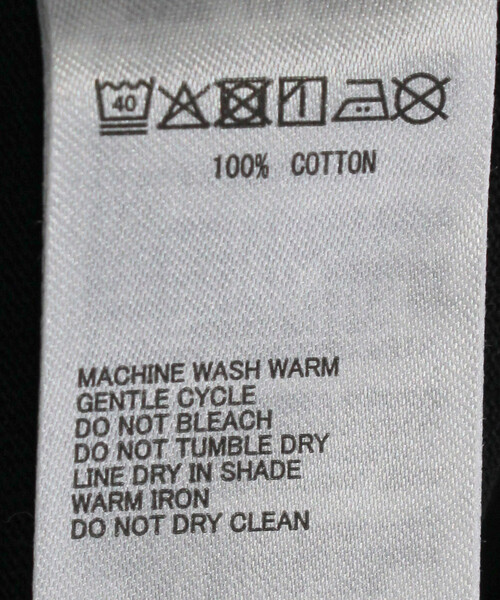 40
100% COTTON
MACHINE WASH WARM
GENTLE CYCLE
DO NOT BLEACH
DO NOT TUMBLE DRY
LINE DRY IN SHADE
WARM IRON
DO NOT DRY CLEAN